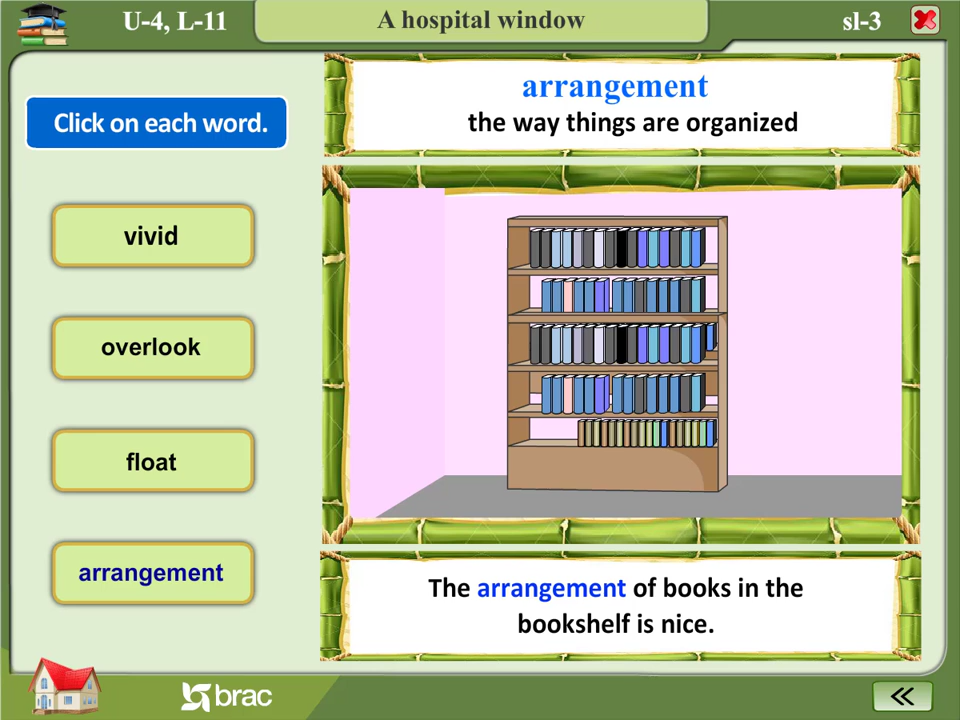 U-4, L-11
A hospital window
sl-3
Click on each word.
vivid
overlook
float
arrangement
arrangement
the way things are organized
The arrangement of books in the
bookshelf is nice.
brac